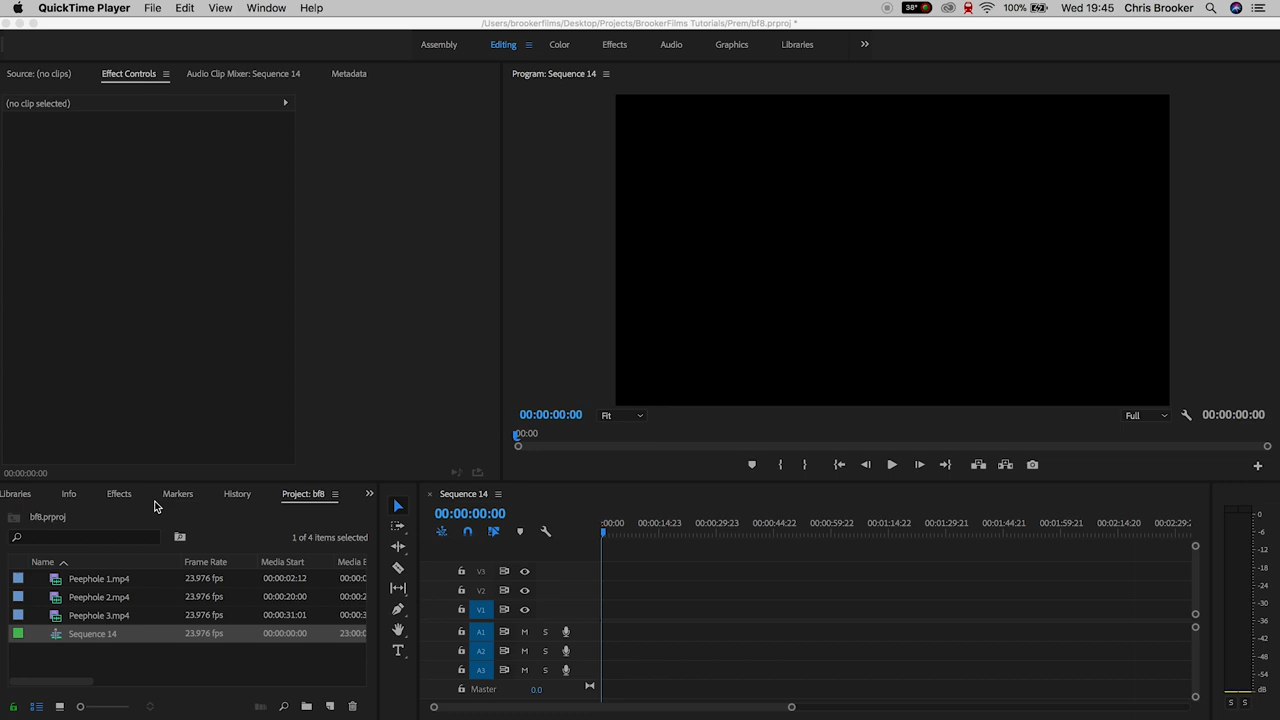 QuickTime Player File Edit View Window Help 38° 100% Wed 19:45 Chris Brooker
/Users/brookerfilms/Desktop/Projects/BrookerFilms Tutorials/Prem/bf8.prproj *
Assembly Editing Color Effects Audio Graphics Libraries
Source: (no clips) Effect Controls Audio Clip Mixer: Sequence 14 Metadata
Program: Sequence 14
(no clip selected)
00:00:00:00 Fit Full 00:00:00:00
:00:00
00:00:00:00
Libraries Info Effects Markers History Project: bf8
Sequence 14
bf8.prproj
00:00:00:00
:00:00 00:00:14:23 00:00:29:23 00:00:44:22 00:00:59:22 00:01:14:22 00:01:29:21 00:01:44:21 00:01:59:21 00:02:14:20 00:02:29:
1 of 4 items selected
Name Frame Rate Media Start Media E
Peephole 1.mp4 23.976 fps 00:00:02:12 00:00:
Peephole 2.mp4 23.976 fps 00:00:20:00 00:00:2
Peephole 3.mp4 23.976 fps 00:00:31:01 00:00:3
Sequence 14 23.976 fps 00:00:00:00 23:00:0
V3
V2
V1
A1 M S
A2 M S
A3 M S
Master 0.0
0
-6
-12
-18
-24
-30
-36
-42
-48
-54
S S